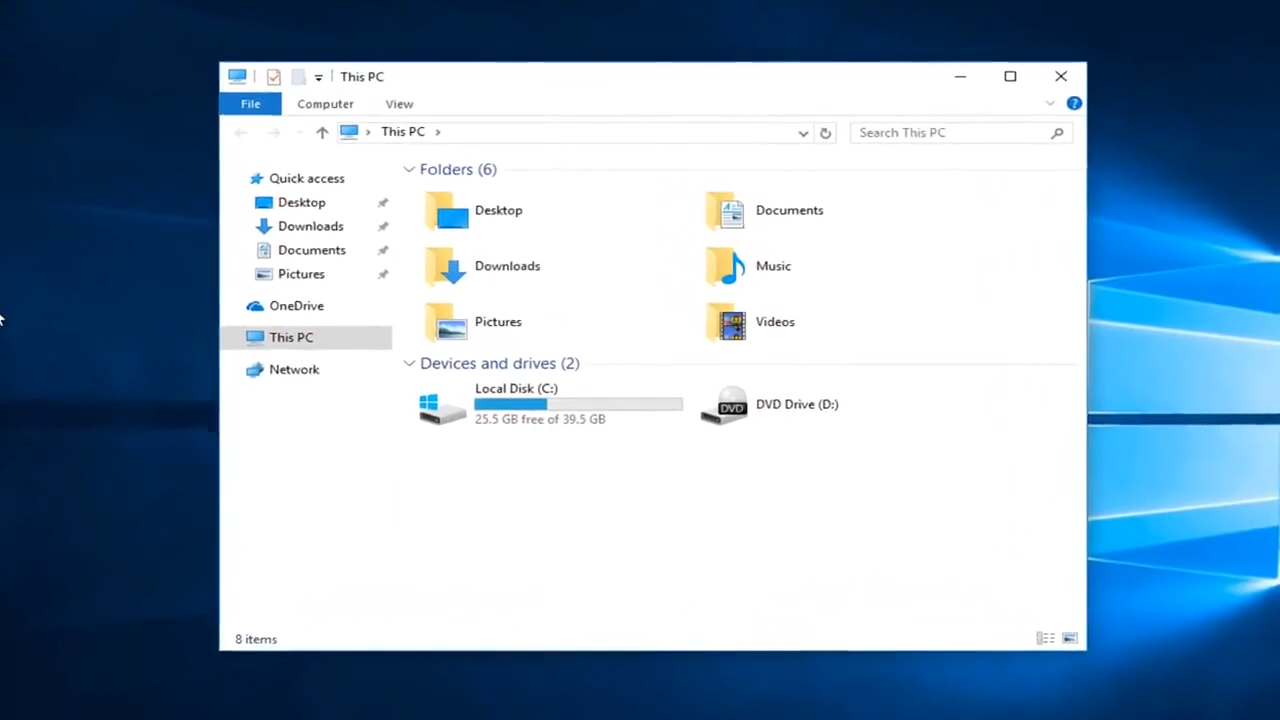 This PC
File Computer View
This PC
Search This PC
Quick access
Desktop
Downloads
Documents
Pictures
OneDrive
This PC
Network
Folders (6)
Desktop
Documents
Downloads
Music
Pictures
Videos
Devices and drives (2)
Local Disk (C:)
25.5 GB free of 39.5 GB
DVD
DVD Drive (D:)
8 items